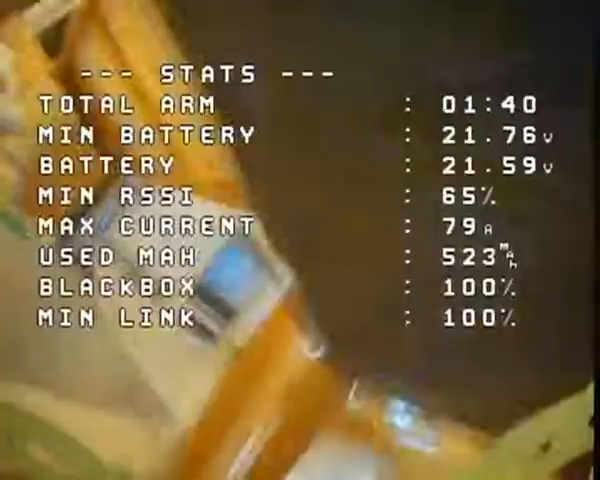 --- STATS ---
TOTAL ARM : 01:40
MIN BATTERY : 21.76V
BATTERY : 21.59V
MIN RSSI : 65%
MAX CURRENT : 79A
USED MAH : 523mAh
BLACKBOX : 100%
MIN LINK : 100%